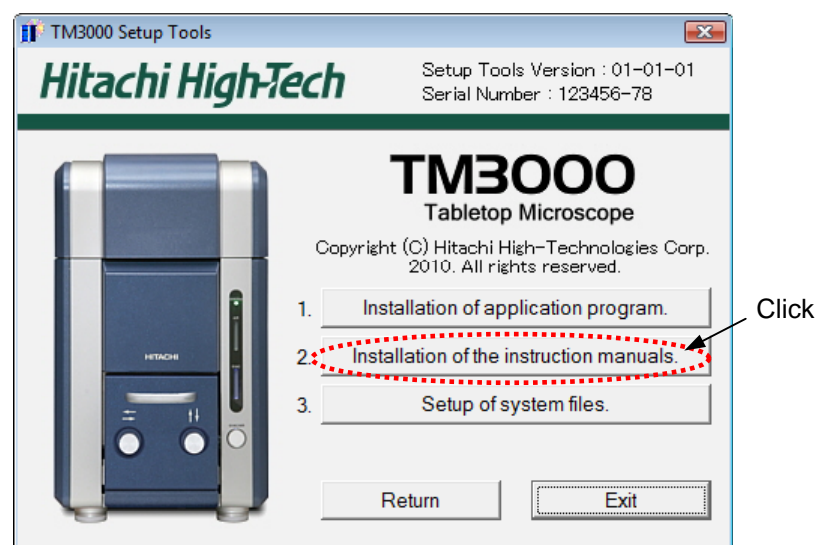 TM3000 Setup Tools
Hitachi High-Tech
Setup Tools Version : 01-01-01
Serial Number : 123456-78
TM3000
Tabletop Microscope
Copyright (C) Hitachi High-Technologies Corp.
2010. All rights reserved.
HITACHI
1. Installation of application program.
Click
2. Installation of the instruction manuals.
3. Setup of system files.
Return
Exit